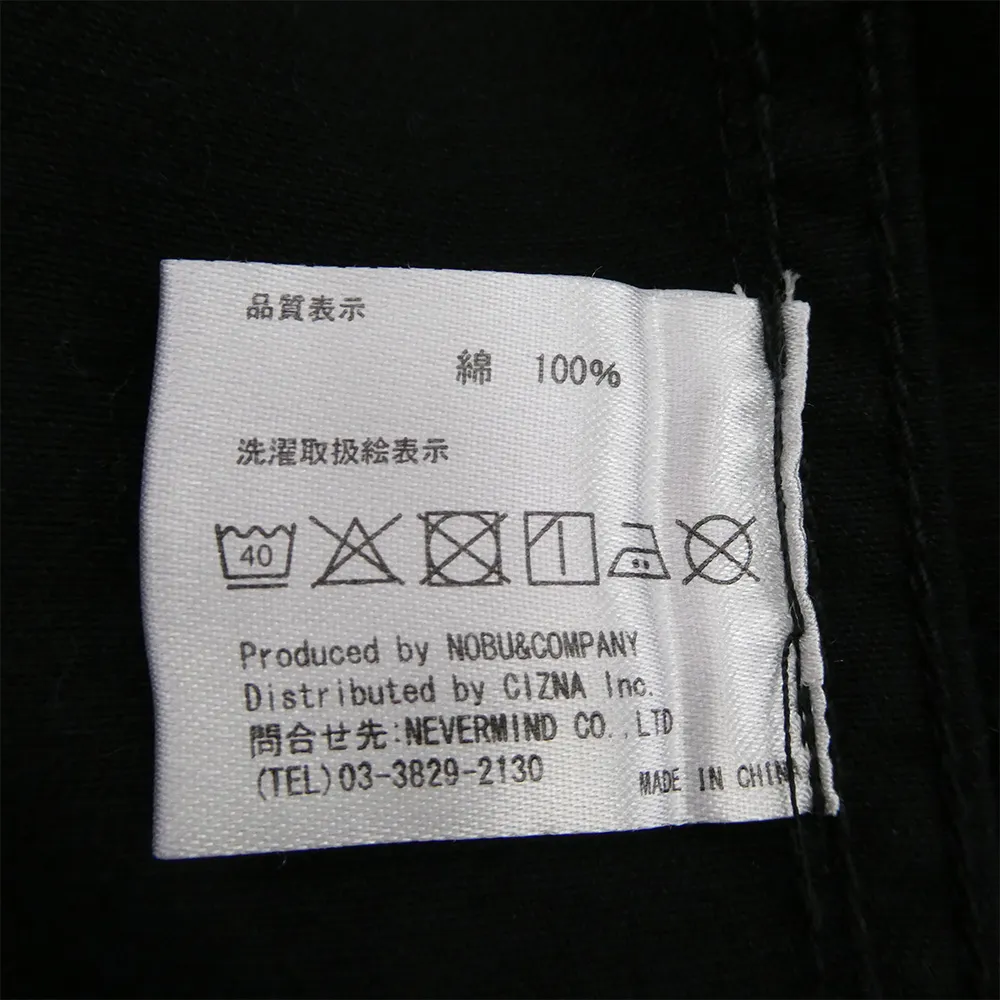 品質表示
綿 100%
洗濯取扱絵表示
40
Produced by NOBU&COMPANY
Distributed by CIZNA Inc.
問合せ先:NEVERMIND CO.,LTD
(TEL)03-3829-2130
MADE IN CHINA